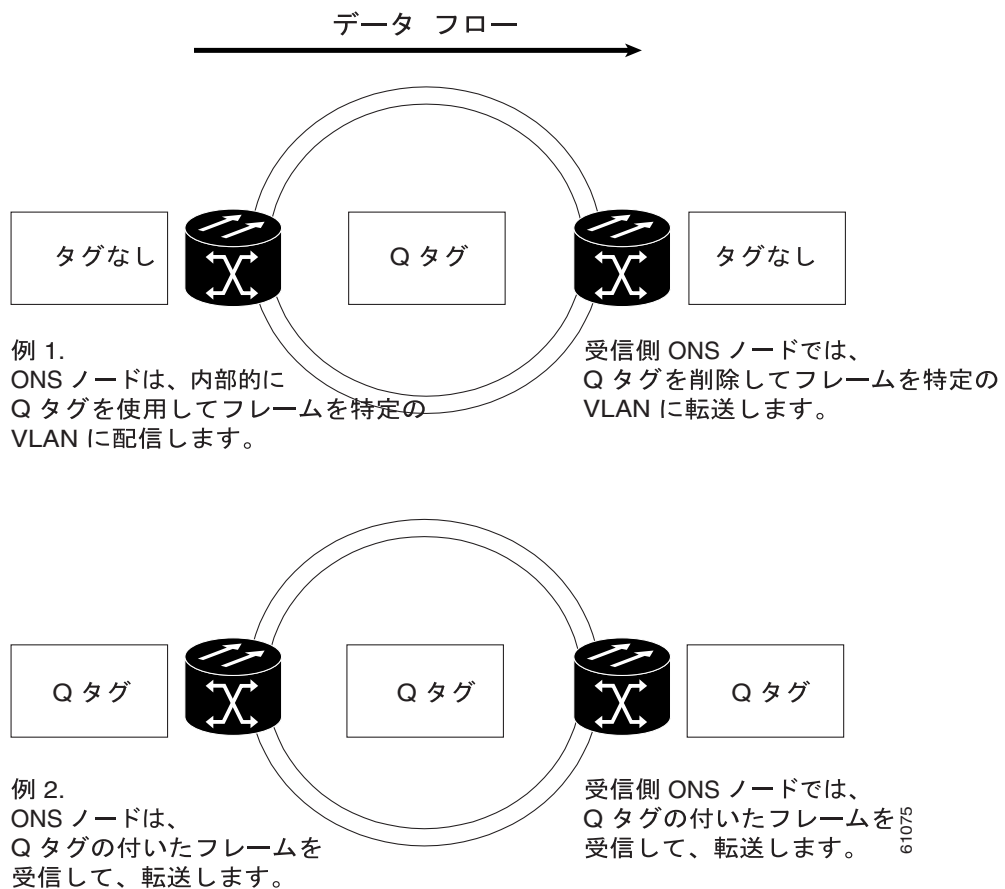 データ フロー
タグなし
Q タグ
タグなし
例 1.
ONS ノードは、内部的に
Q タグを使用してフレームを特定の
VLAN に配信します。
受信側 ONS ノードでは、
Q タグを削除してフレームを特定の
VLAN に転送します。
Q タグ
Q タグ
Q タグ
例 2.
ONS ノードは、
Q タグの付いたフレームを
受信して、転送します。
受信側 ONS ノードでは、
Q タグの付いたフレームを
受信して、転送します。
61075